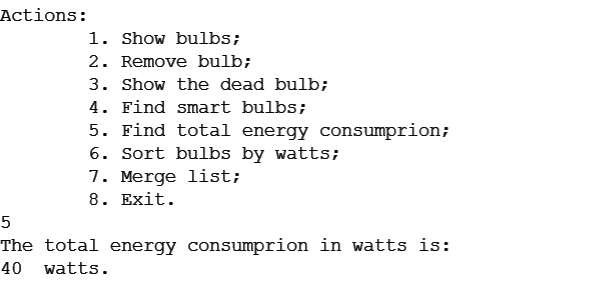 Actions:
1. Show bulbs;
2. Remove bulb;
3. Show the dead bulb;
4. Find smart bulbs;
5. Find total energy consumprion;
6. Sort bulbs by watts;
7. Merge list;
8. Exit.
5
The total energy consumprion in watts is:
40  watts.